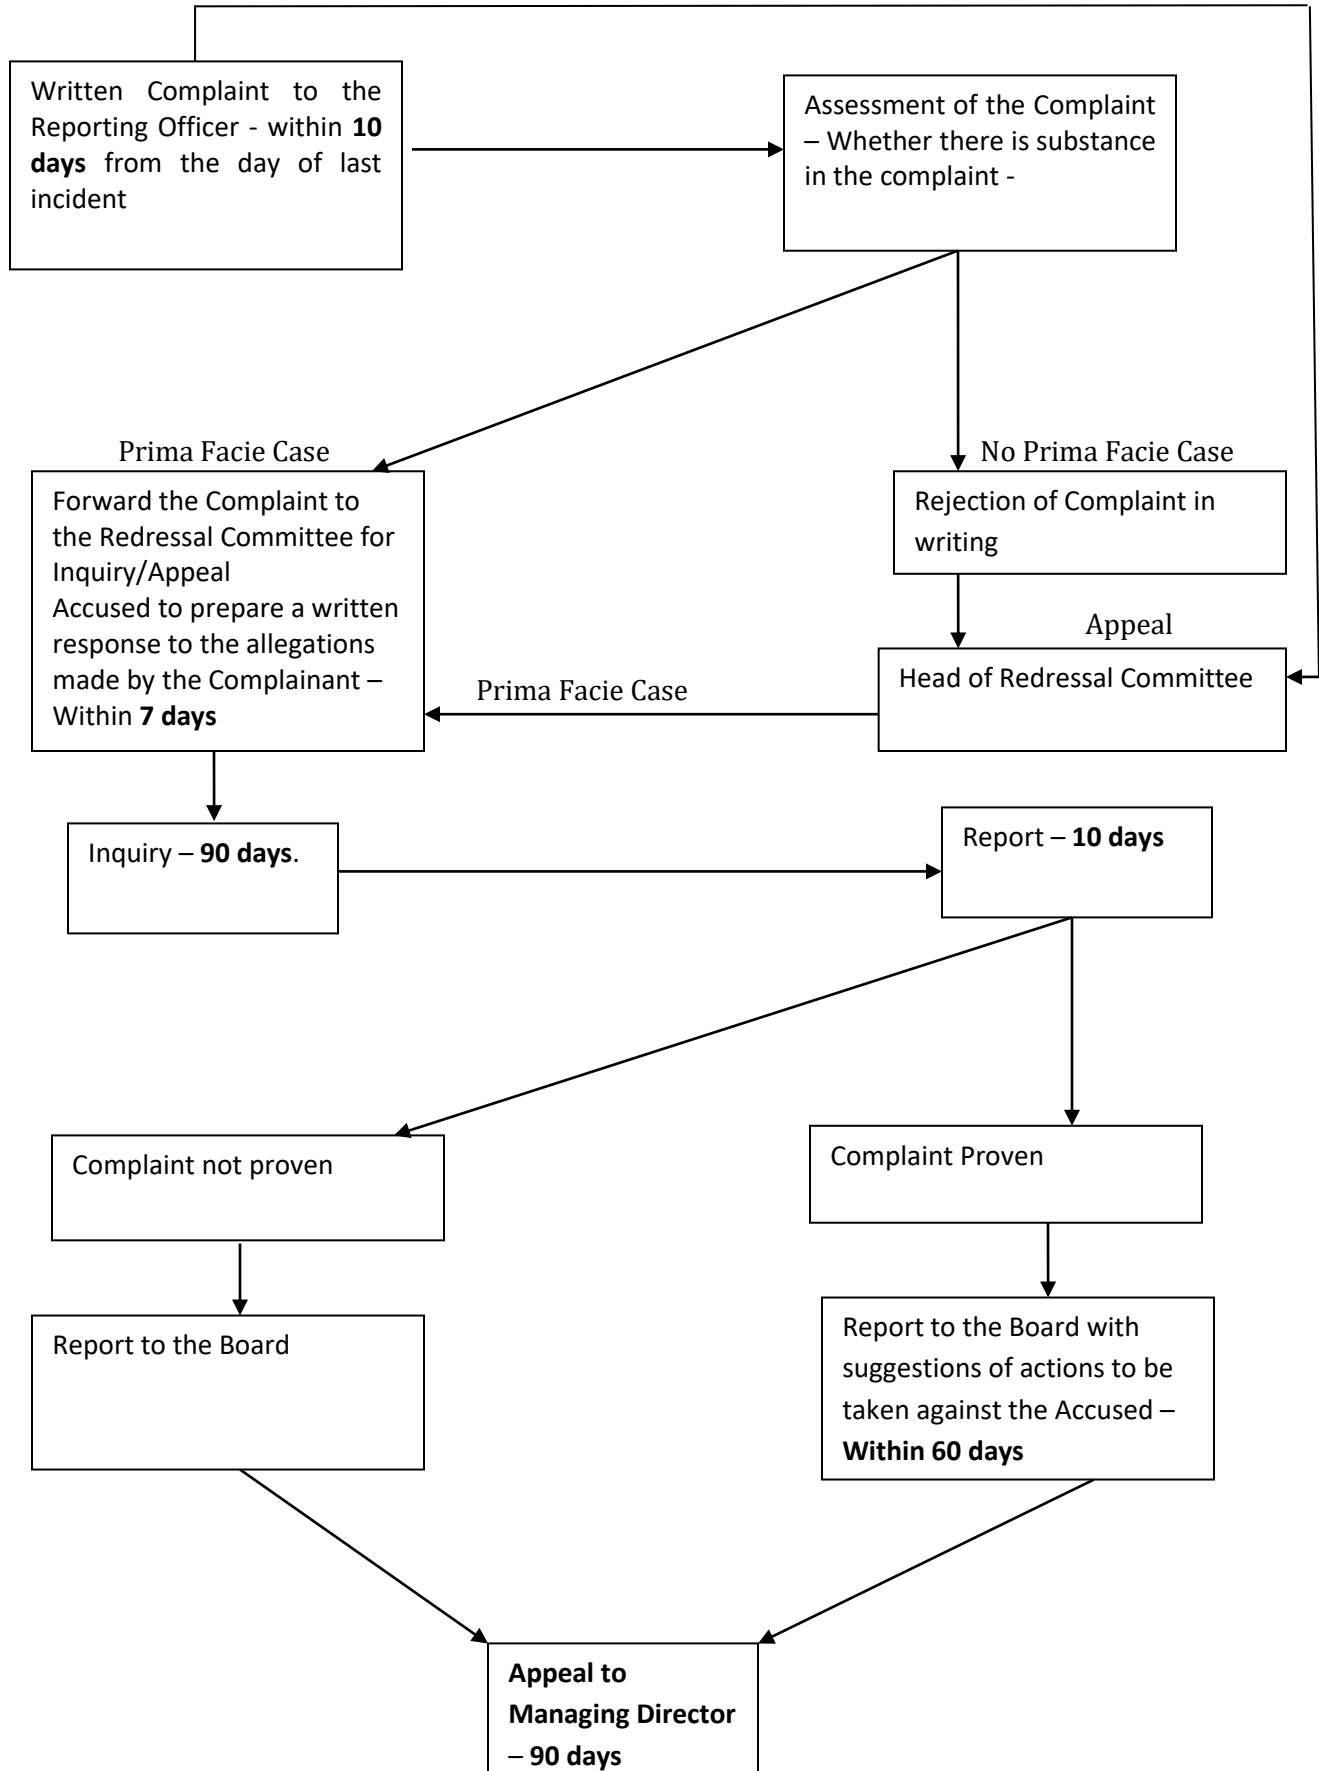 Written Complaint to the
Reporting Officer - within 10
days from the day of last
incident
Assessment of the Complaint
– Whether there is substance
in the complaint -
Prima Facie Case
No Prima Facie Case
Forward the Complaint to
the Redressal Committee for
Inquiry/Appeal
Accused to prepare a written
response to the allegations
made by the Complainant –
Within 7 days
Rejection of Complaint in
writing
Appeal
Head of Redressal Committee
Prima Facie Case
Inquiry – 90 days.
Report – 10 days
Complaint not proven
Complaint Proven
Report to the Board
Report to the Board with
suggestions of actions to be
taken against the Accused –
Within 60 days
Appeal to
Managing Director
– 90 days